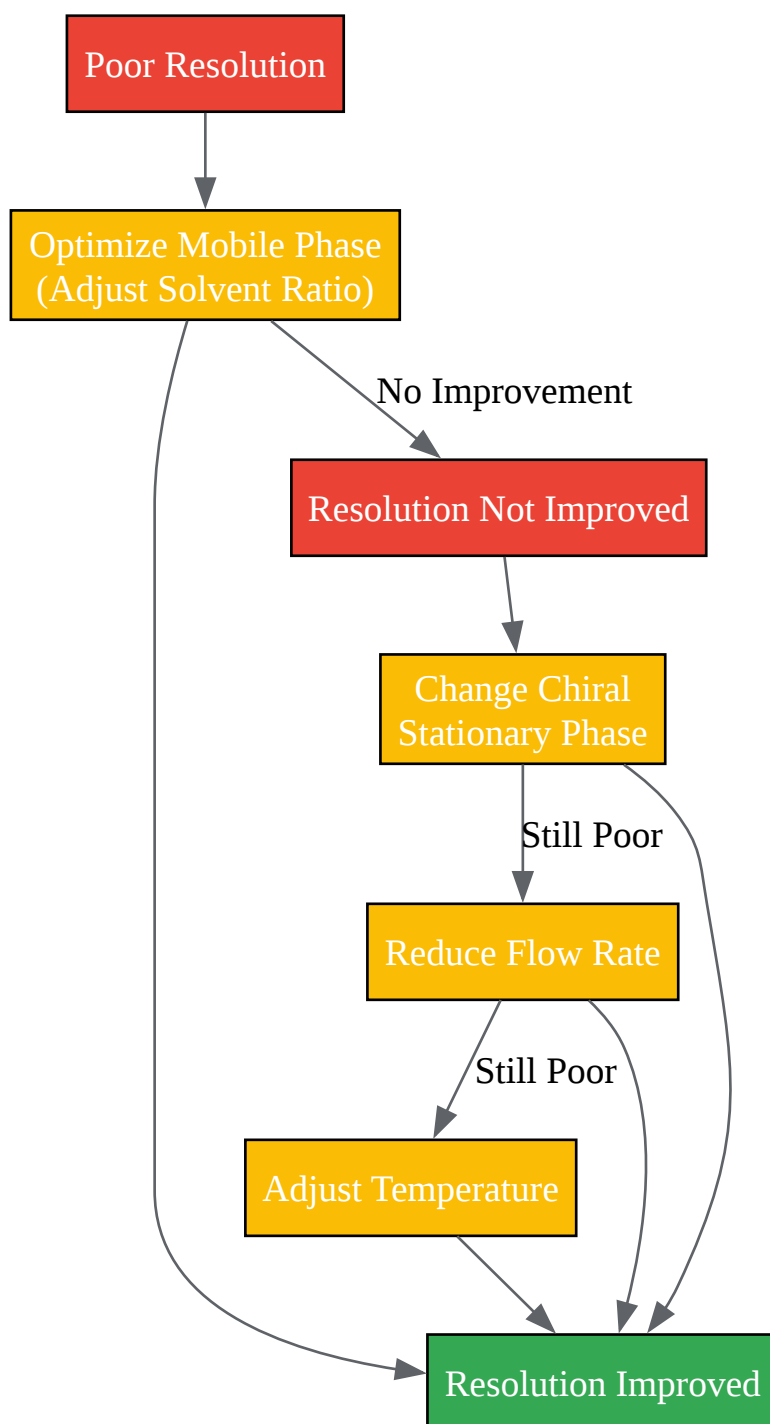 Poor Resolution
Optimize Mobile Phase
(Adjust Solvent Ratio)
No Improvement
Resolution Not Improved
Change Chiral
Stationary Phase
Still Poor
Reduce Flow Rate
Still Poor
Adjust Temperature
Resolution Improved